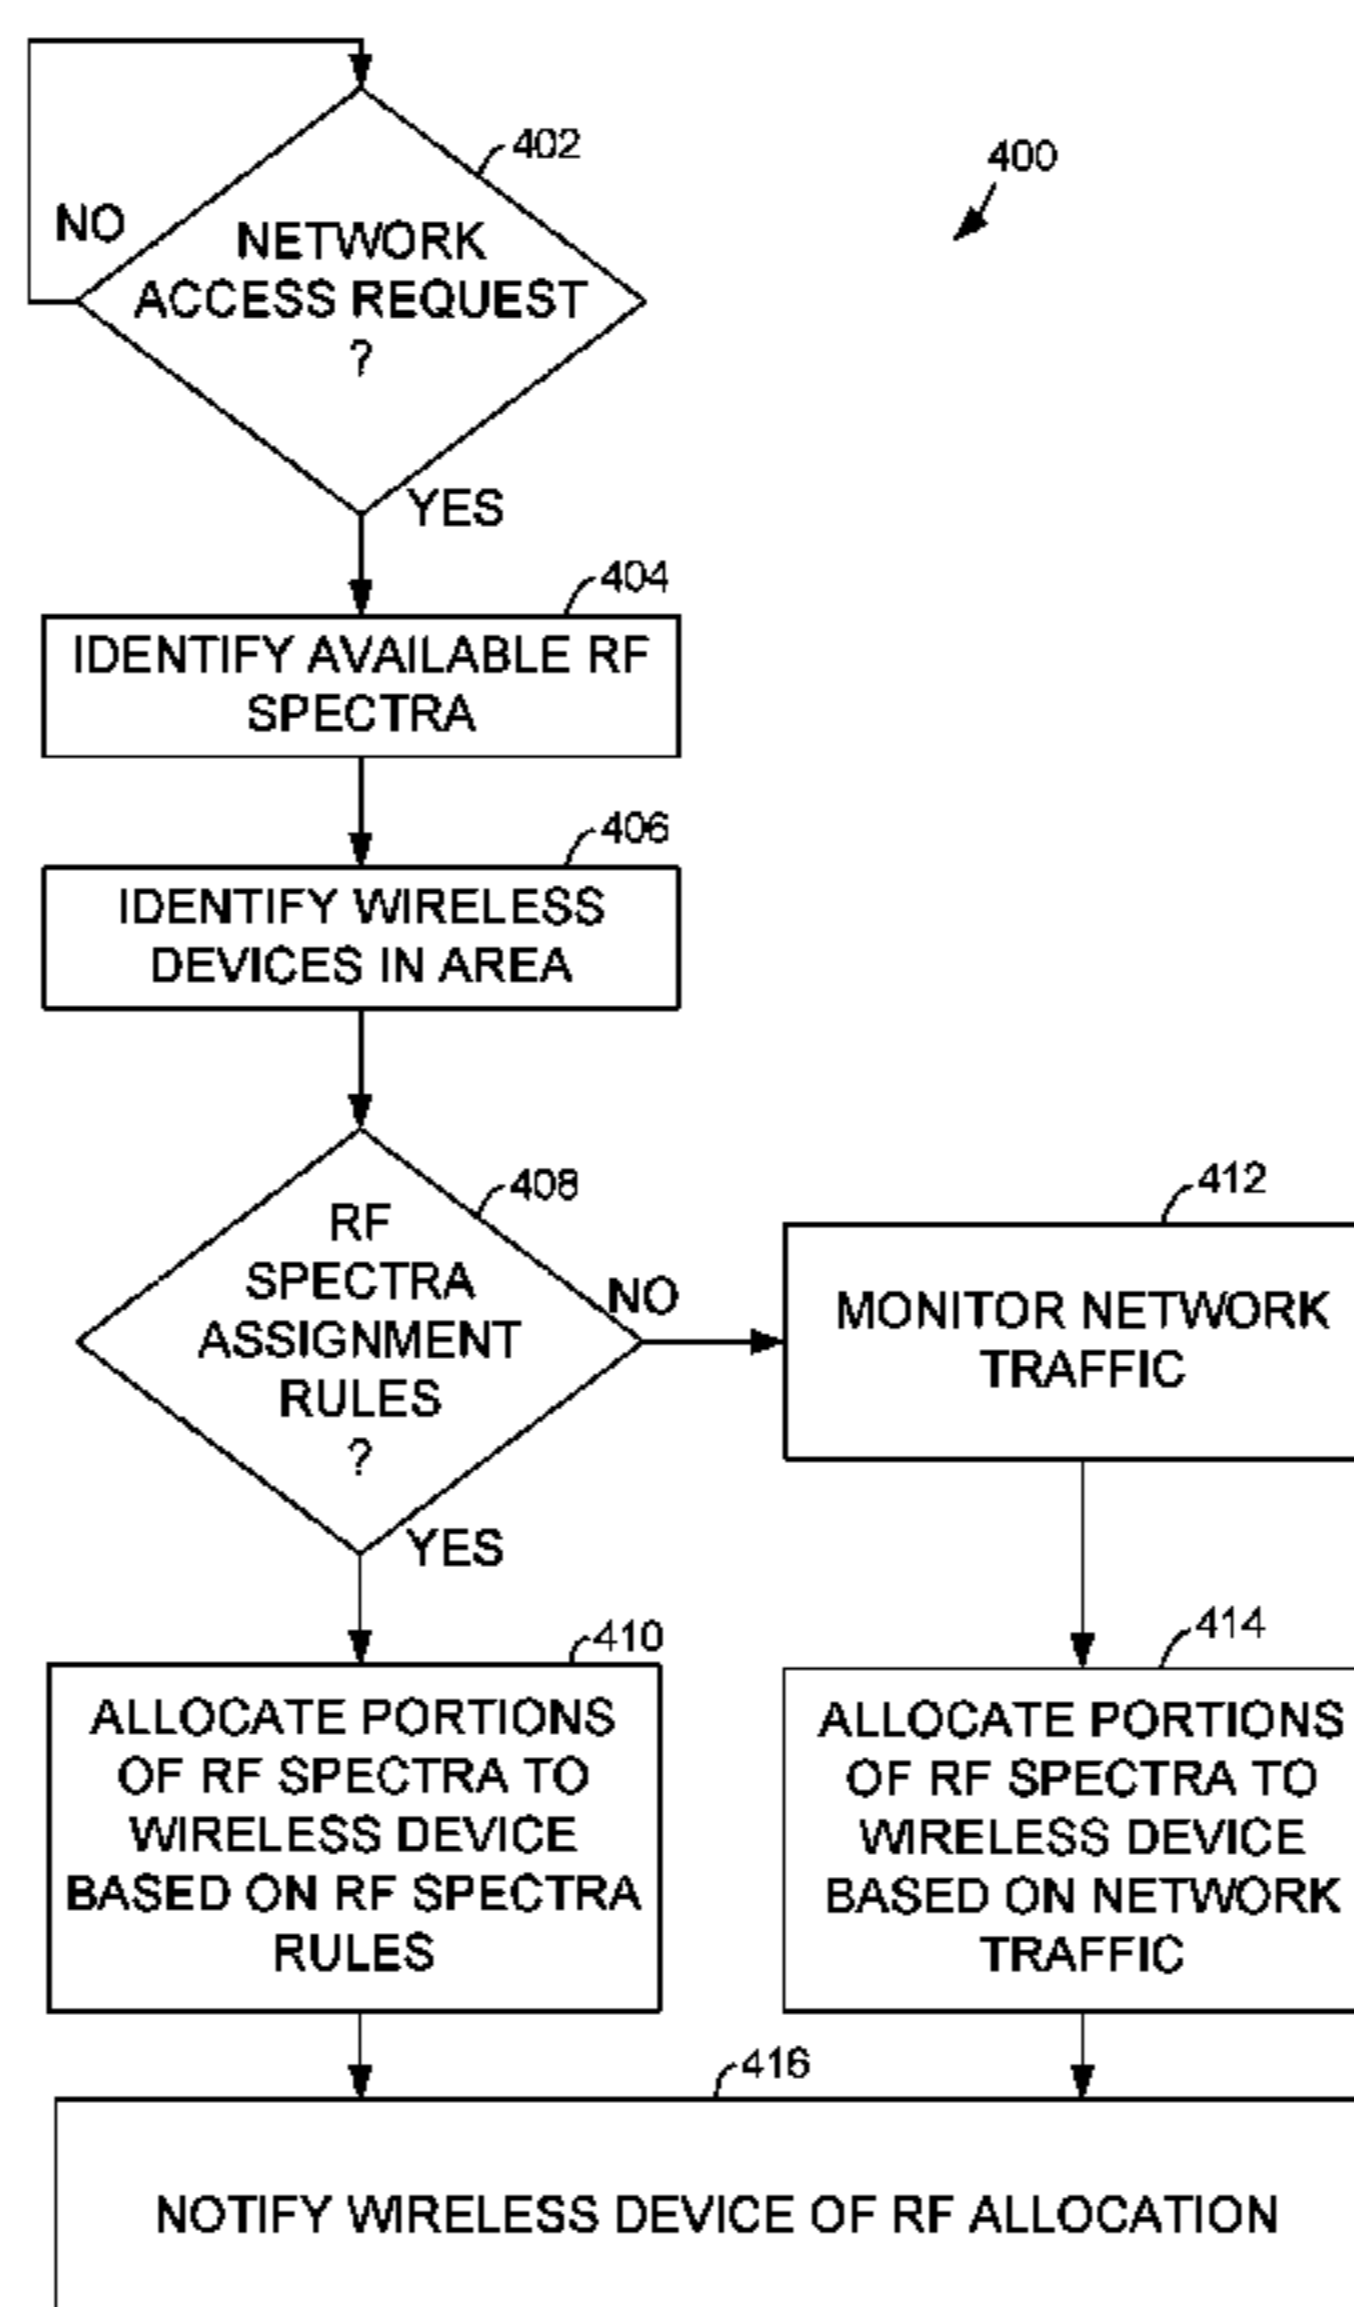 402
400
NO
NETWORK
ACCESS REQUEST
?
YES
404
IDENTIFY AVAILABLE RF
SPECTRA
406
IDENTIFY WIRELESS
DEVICES IN AREA
408
RF
SPECTRA
ASSIGNMENT
RULES
?
NO
YES
412
MONITOR NETWORK
TRAFFIC
410
ALLOCATE PORTIONS
OF RF SPECTRA TO
WIRELESS DEVICE
BASED ON RF SPECTRA
RULES
414
ALLOCATE PORTIONS
OF RF SPECTRA TO
WIRELESS DEVICE
BASED ON NETWORK
TRAFFIC
416
NOTIFY WIRELESS DEVICE OF RF ALLOCATION